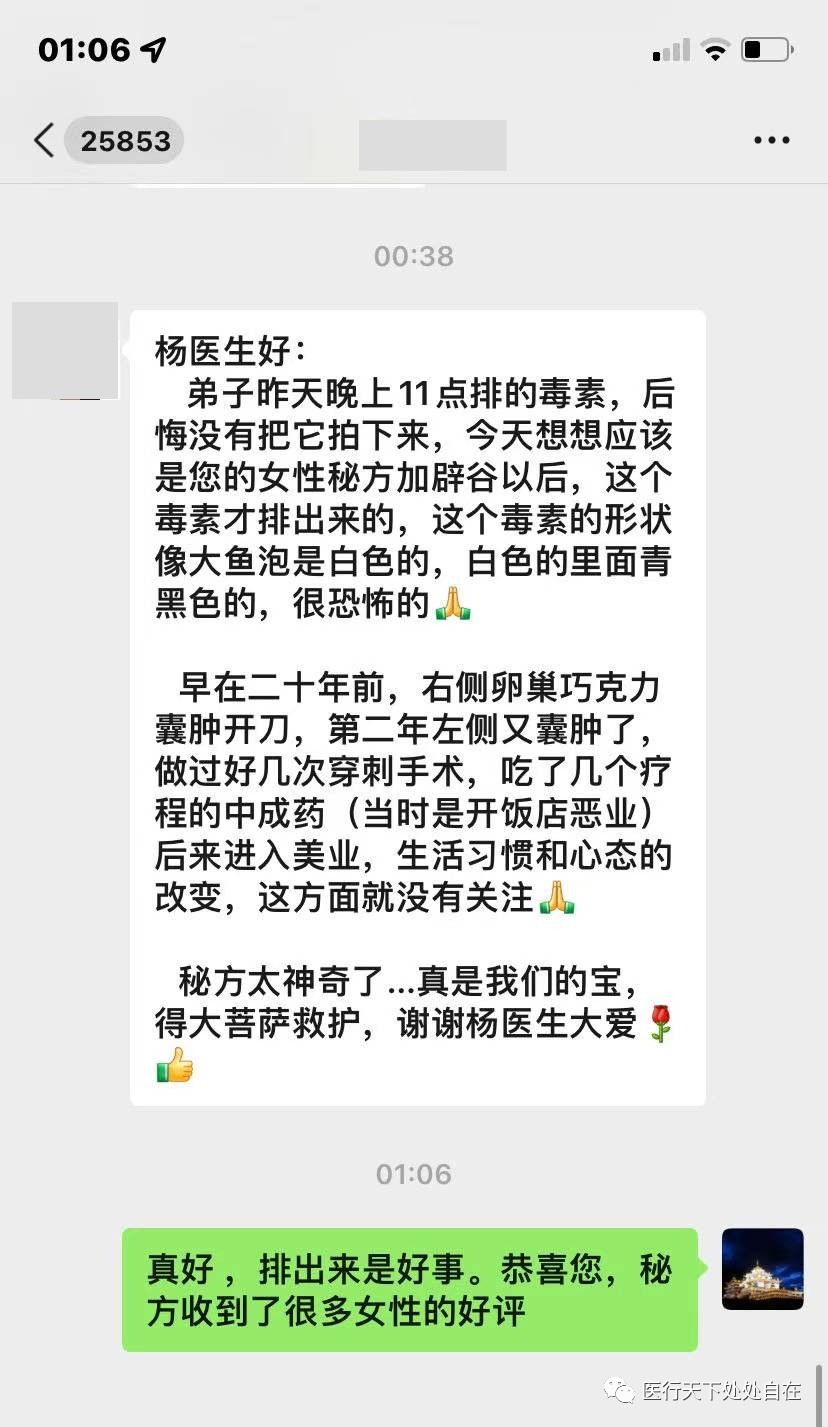 01:06
25853
00:38
杨医生好：
弟子昨天晚上11点排的毒素，后
悔没有把它拍下来，今天想想应该
是您的女性秘方加辟谷以后，这个
毒素才排出来的，这个毒素的形状
像大鱼泡是白色的，白色的里面青
黑色的，很恐怖的🙏
早在二十年前，右侧卵巢巧克力
囊肿开刀，第二年左侧又囊肿了，
做过好几次穿刺手术，吃了几个疗
程的中成药（当时是开饭店恶业）
后来进入美业，生活习惯和心态的
改变，这方面就没有关注🙏
秘方太神奇了...真是我们的宝，
得大菩萨救护，谢谢杨医生大爱🌹
👍
01:06
真好 ，排出来是好事。恭喜您，秘
方收到了很多女性的好评
医行天下处处自在